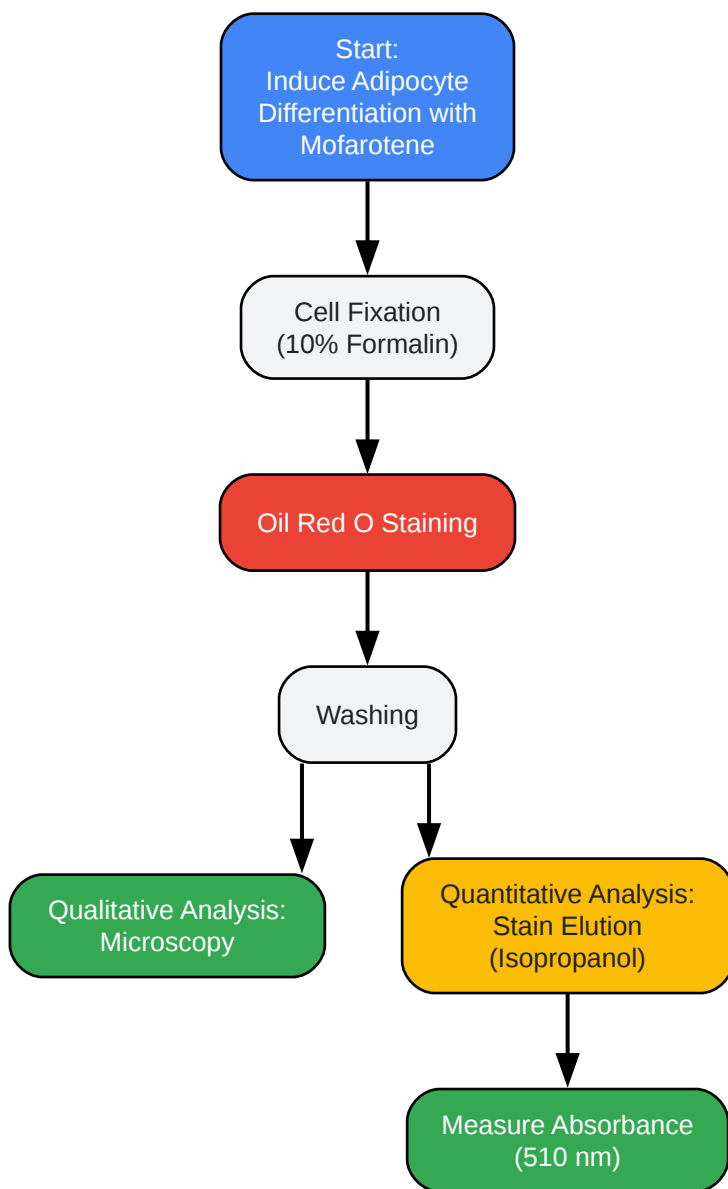 Start:
Induce Adipocyte
Differentiation with
Mofarotene
Cell Fixation
(10% Formalin)
Oil Red O Staining
Washing
Qualitative Analysis:
Microscopy
Quantitative Analysis:
Stain Elution
(Isopropanol)
Measure Absorbance
(510 nm)